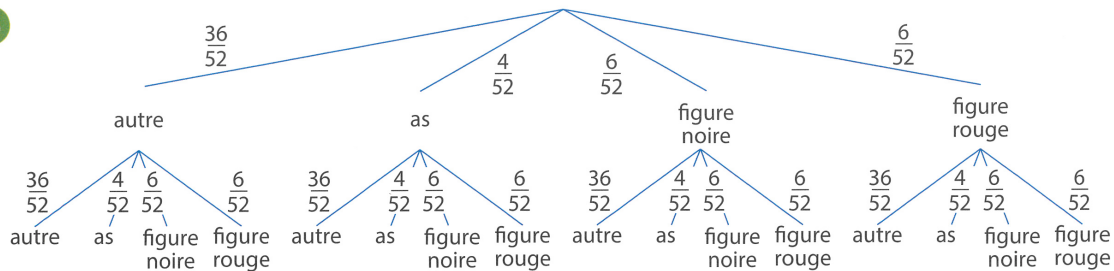 36/52
4/52
6/52
6/52
autre
as
figure
noire
figure
rouge
36/52 4/52 6/52 6/52
36/52 4/52 6/52 6/52
36/52 4/52 6/52 6/52
36/52 4/52 6/52 6/52
autre as figure noire figure rouge
autre as figure noire figure rouge
autre as figure noire figure rouge
autre as figure noire figure rouge